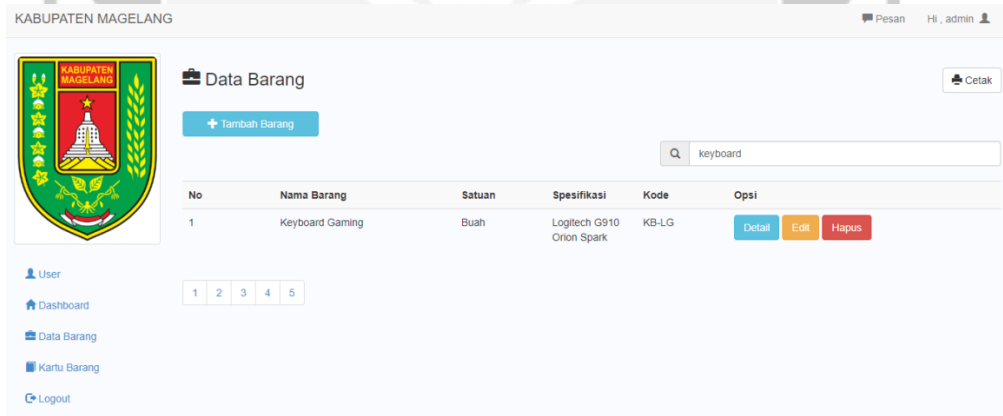 KABUPATEN MAGELANG
Pesan
Hi , admin
KABUPATEN
MAGELANG
Data Barang
Cetak
+ Tambah Barang
keyboard
No Nama Barang Satuan Spesifikasi Kode Opsi
1 Keyboard Gaming Buah Logitech G910 KB-LG Detail Edit Hapus
Orion Spark
1 2 3 4 5
User
Dashboard
Data Barang
Kartu Barang
Logout